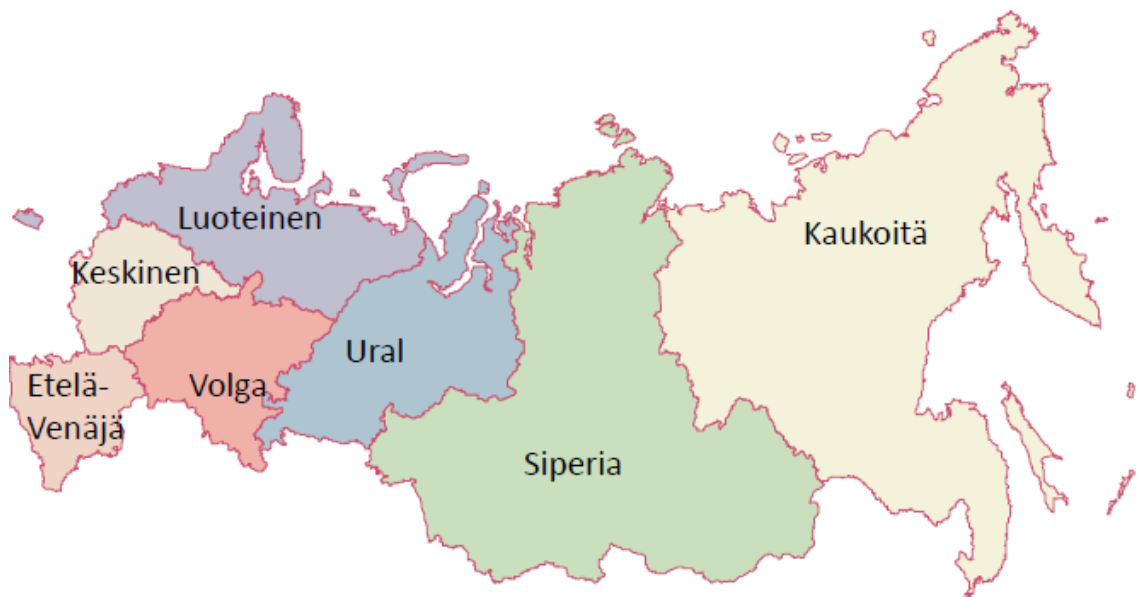 Luoteinen
Kaukoitä
Keskinen
Ural
Etelä-
Venäjä
Volga
Siperia